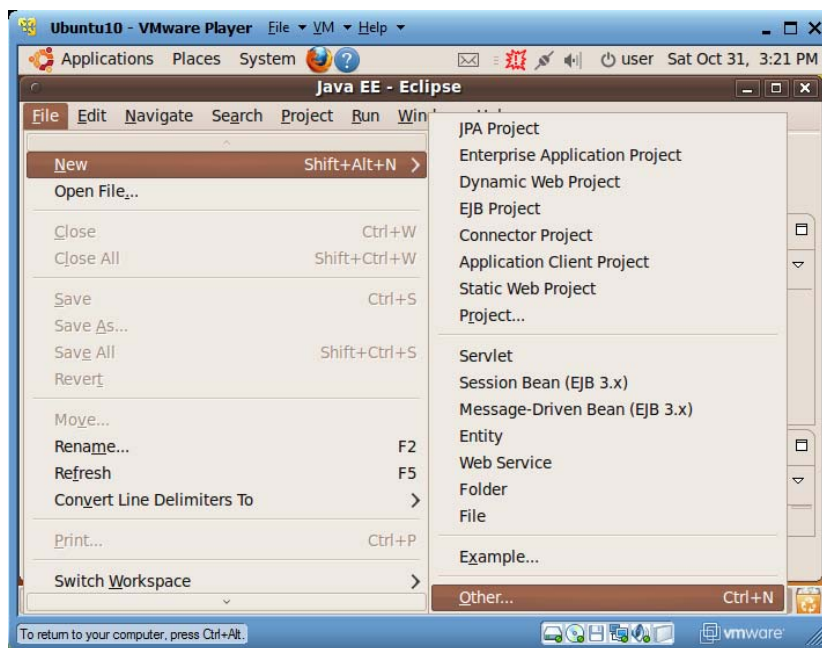 Ubuntu10 - VMware Player File VM Help
Applications Places System user Sat Oct 31, 3:21 PM
Java EE - Eclipse
File Edit Navigate Search Project Run
New Shift+Alt+N
Open File...
Close Ctrl+W
Close All Shift+Ctrl+W
Save Ctrl+S
Save As...
Save All Shift+Ctrl+S
Revert
Move...
Rename... F2
Refresh F5
Convert Line Delimiters To
Print... Ctrl+P
Switch Workspace
JPA Project
Enterprise Application Project
Dynamic Web Project
EJB Project
Connector Project
Application Client Project
Static Web Project
Project...
Servlet
Session Bean (EJB 3.x)
Message-Driven Bean (EJB 3.x)
Entity
Web Service
Folder
File
Example...
Other... Ctrl+N
To return to your computer, press Ctrl+Alt.
vmware